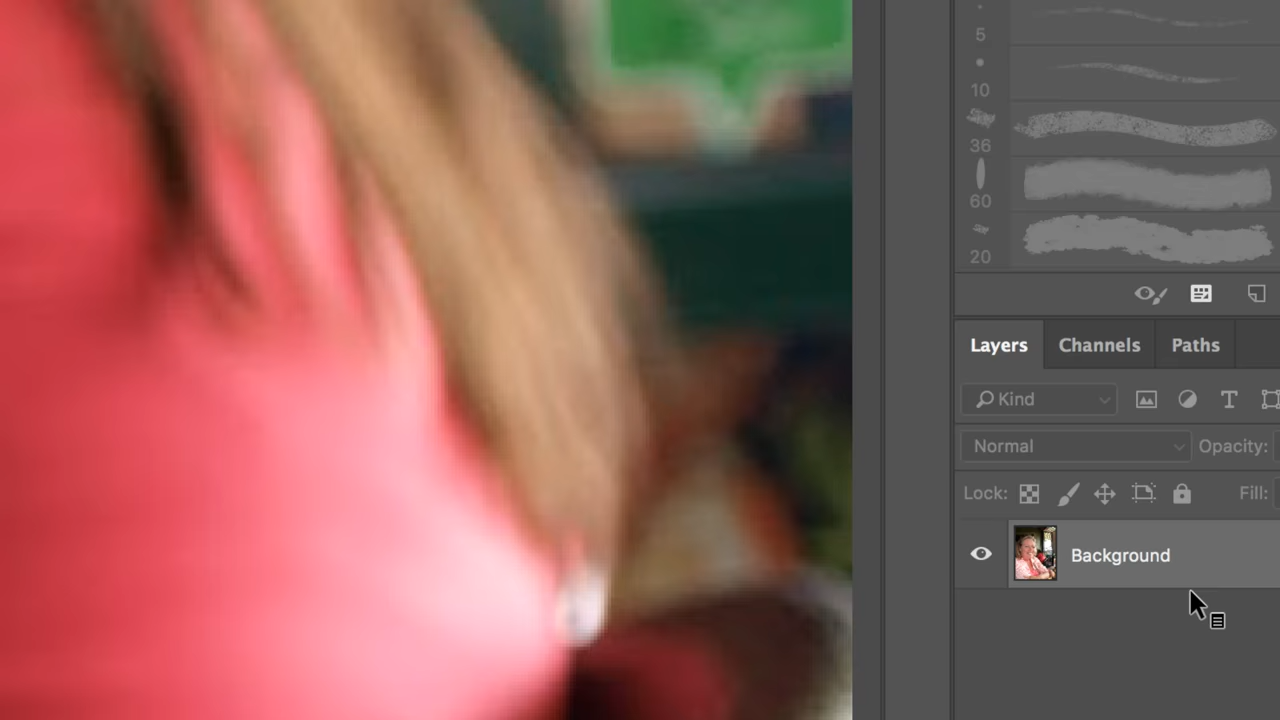 5
10
36
60
20
Layers Channels Paths
Kind
Normal Opacity:
Lock: Fill:
Background